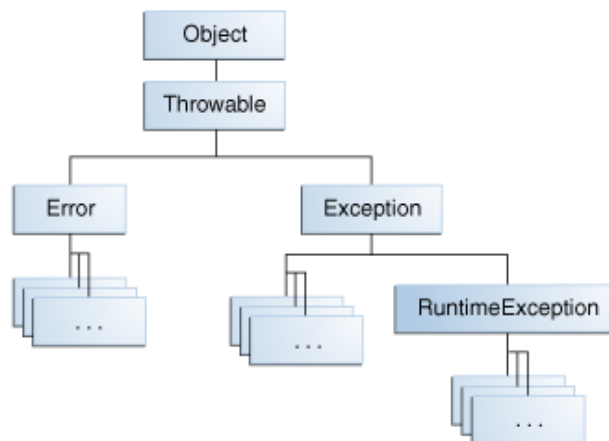 Object
Throwable
Error
Exception
RuntimeException
. . .
. . .
. . .